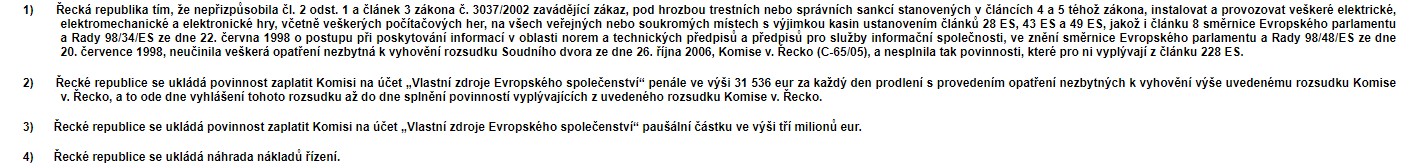 1) Řecká republika tím, že nepřizpůsobila čl. 2 odst. 1 a článek 3 zákona č. 3037/2002 zavádějící zákaz, pod hrozbou trestních nebo správních sankcí stanovených v článcích 4 a 5 téhož zákona, instalovat a provozovat veškeré elektrické,
elektromechanické a elektronické hry, včetně veškerých počítačových her, na všech veřejných nebo soukromých místech s výjimkou kasin ustanovením článků 28 ES, 43 ES a 49 ES, jakož i článku 8 směrnice Evropského parlamentu
a Rady 98/34/ES ze dne 22. června 1998 o postupu při poskytování informací v oblasti norem a technických předpisů a předpisů pro služby informační společnosti, ve znění směrnice Evropského parlamentu a Rady 98/48/ES ze dne
20. července 1998, neučinila veškerá opatření nezbytná k vyhovění rozsudku Soudního dvora ze dne 26. října 2006, Komise v. Řecko (C-65/05), a nesplnila tak povinnosti, které pro ni vyplývají z článku 228 ES.
2) Řecké republice se ukládá povinnost zaplatit Komisi na účet „Vlastní zdroje Evropského společenství“ penále ve výši 31 536 eur za každý den prodlení s provedením opatření nezbytných k vyhovění výše uvedenému rozsudku Komise
v. Řecko, a to ode dne vyhlášení tohoto rozsudku až do dne splnění povinností vyplývajících z uvedeného rozsudku Komise v. Řecko.
3) Řecké republice se ukládá povinnost zaplatit Komisi na účet „Vlastní zdroje Evropského společenství“ paušální částku ve výši tří milionů eur.
4) Řecké republice se ukládá náhrada nákladů řízení.